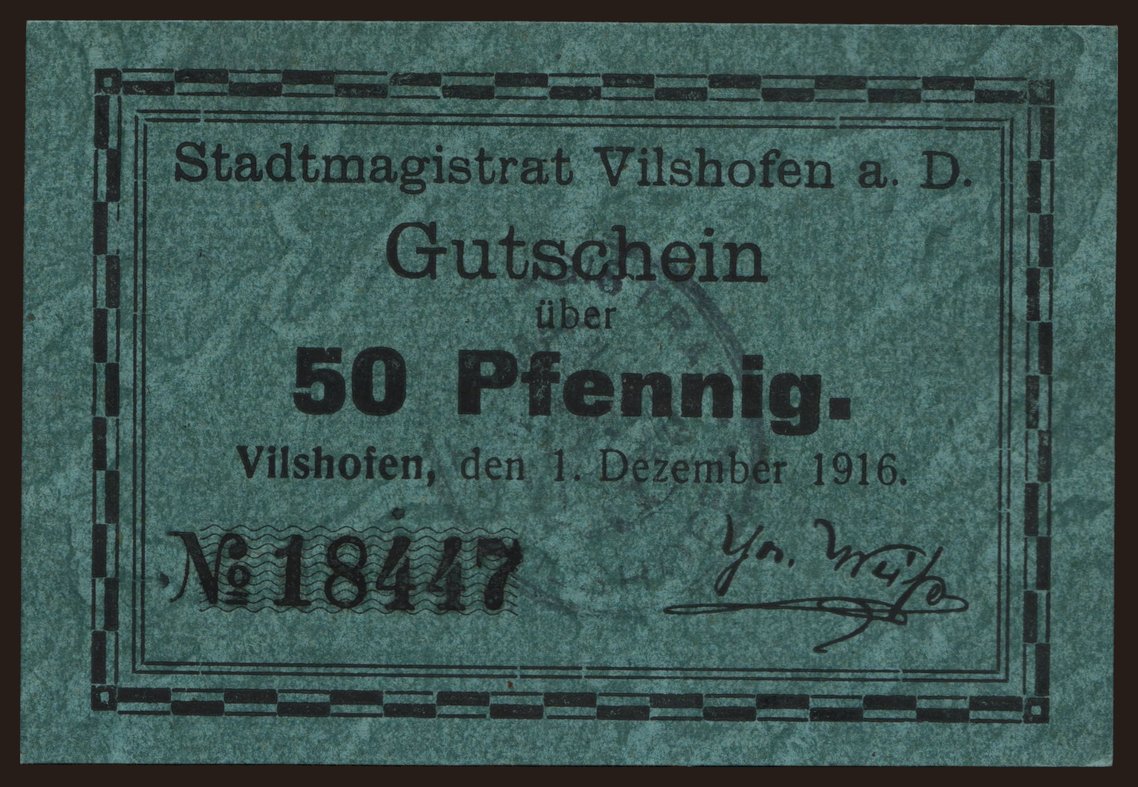 Stadtmagistrat Vilshofen a. D.
Gutschein
über
50 Pfennig.
Vilshofen, den 1. Dezember 1916.
№ 18447